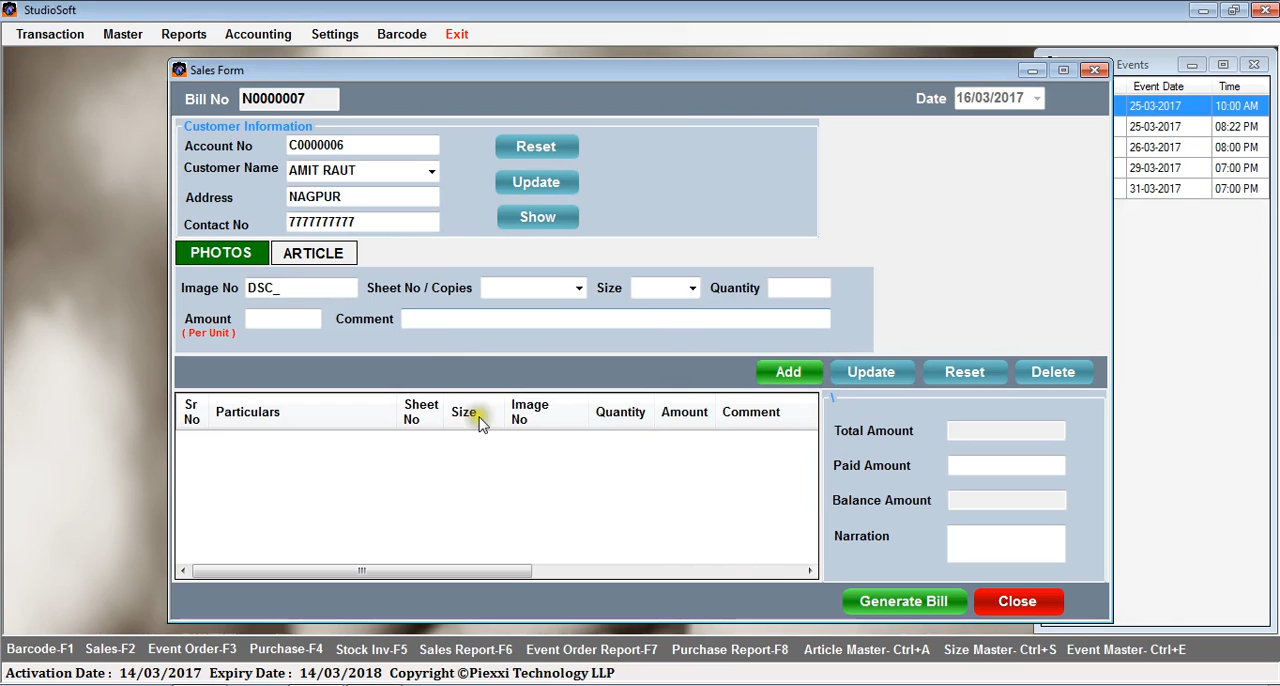 StudioSoft
Transaction Master Reports Accounting Settings Barcode Exit
Sales Form
Events
Bill No N0000007
Date 16/03/2017
Event Date Time
25-03-2017 10:00 AM
25-03-2017 08:22 PM
26-03-2017 08:00 PM
29-03-2017 07:00 PM
31-03-2017 07:00 PM
Customer Information
Account No C0000006
Customer Name AMIT RAUT
Address NAGPUR
Contact No 7777777777
Reset
Update
Show
PHOTOS ARTICLE
Image No DSC_ Sheet No / Copies Size Quantity
Amount Comment
( Per Unit )
Add Update Reset Delete
Sr No Particulars Sheet No Size Image No Quantity Amount Comment
\
Total Amount
Paid Amount
Balance Amount
Narration
Generate Bill Close
Barcode-F1 Sales-F2 Event Order-F3 Purchase-F4 Stock Inv-F5 Sales Report-F6 Event Order Report-F7 Purchase Report-F8 Article Master- Ctrl+A Size Master- Ctrl+S Event Master- Ctrl+E
Activation Date : 14/03/2017 Expiry Date : 14/03/2018 Copyright ©Piexxi Technology LLP